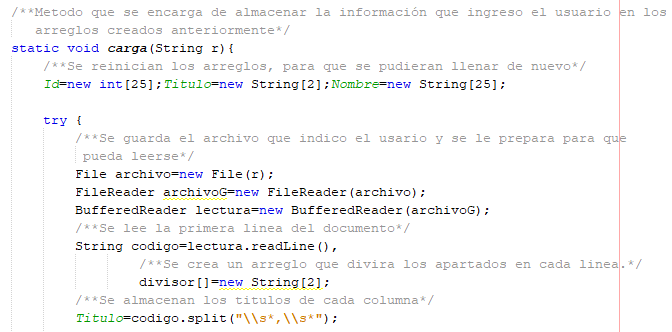 /**Metodo que se encarga de almacenar la información que ingreso el usuario en los
arreglos creados anteriormente*/
static void carga(String r){
/**Se reinician los arreglos, para que se pudieran llenar de nuevo*/
Id=new int[25];Titulo=new String[2];Nombre=new String[25];
try {
/**Se guarda el archivo que indico el usario y se le prepara para que
pueda leerse*/
File archivo=new File(r);
FileReader archivoG=new FileReader(archivo);
BufferedReader lectura=new BufferedReader(archivoG);
/**Se lee la primera linea del documento*/
String codigo=lectura.readLine(),
/**Se crea un arreglo que divira los apartados en cada linea.*/
divisor[]=new String[2];
/**Se almacenan los titulos de cada columna*/
Titulo=codigo.split("\\s*,\\s*");